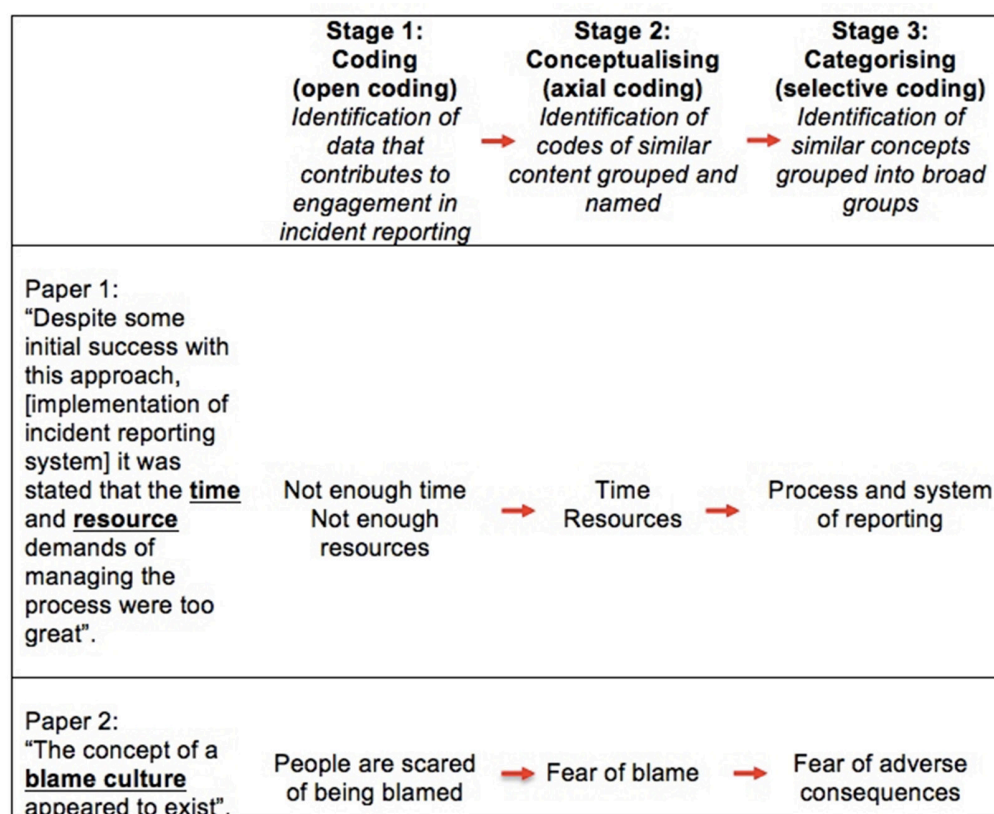 Stage 1:
Coding
(open coding)
Identification of
data that
contributes to
engagement in
incident reporting
Stage 2:
Conceptualising
(axial coding)
Identification of
codes of similar
content grouped and
named
Stage 3:
Categorising
(selective coding)
Identification of
similar concepts
grouped into broad
groups
Paper 1:
“Despite some
initial success with
this approach,
[implementation of
incident reporting
system] it was
stated that the time
and resource
demands of
managing the
process were too
great”.
Not enough time
Not enough
resources
Time
Resources
Process and system
of reporting
Paper 2:
“The concept of a
blame culture
appeared to exist”.
People are scared
of being blamed
Fear of blame
Fear of adverse
consequences